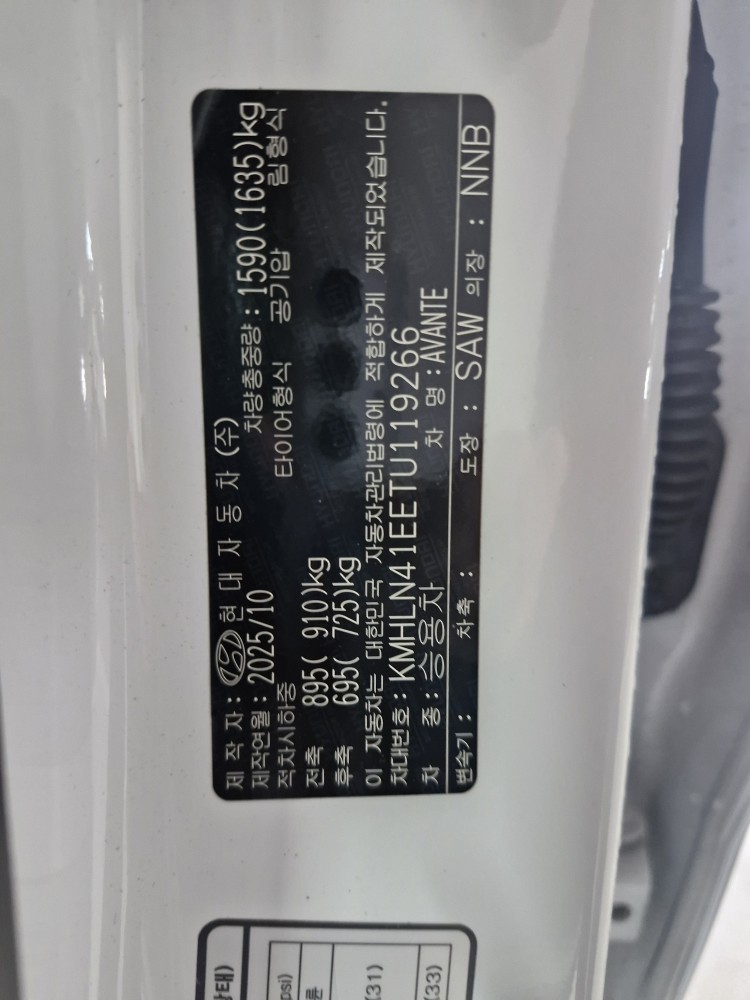 제 작 자 : 현 대 자 동 차 (주)
제작연월 : 2025/10 차량총중량 : 1590(1635)kg
적차시하중 타이어형식 공기압 림형식
전축 895( 910)kg
후축 695( 725)kg
이 자동차는 대한민국 자동차관리법령에 적합하게 제작되었습니다.
차대번호 : KMHLN41EETU119266
차 종 : 승용차 차 명 : AVANTE
변속기 : 차축 : 도장 : SAW 의장 : NNB
psi)
(31)
(33)